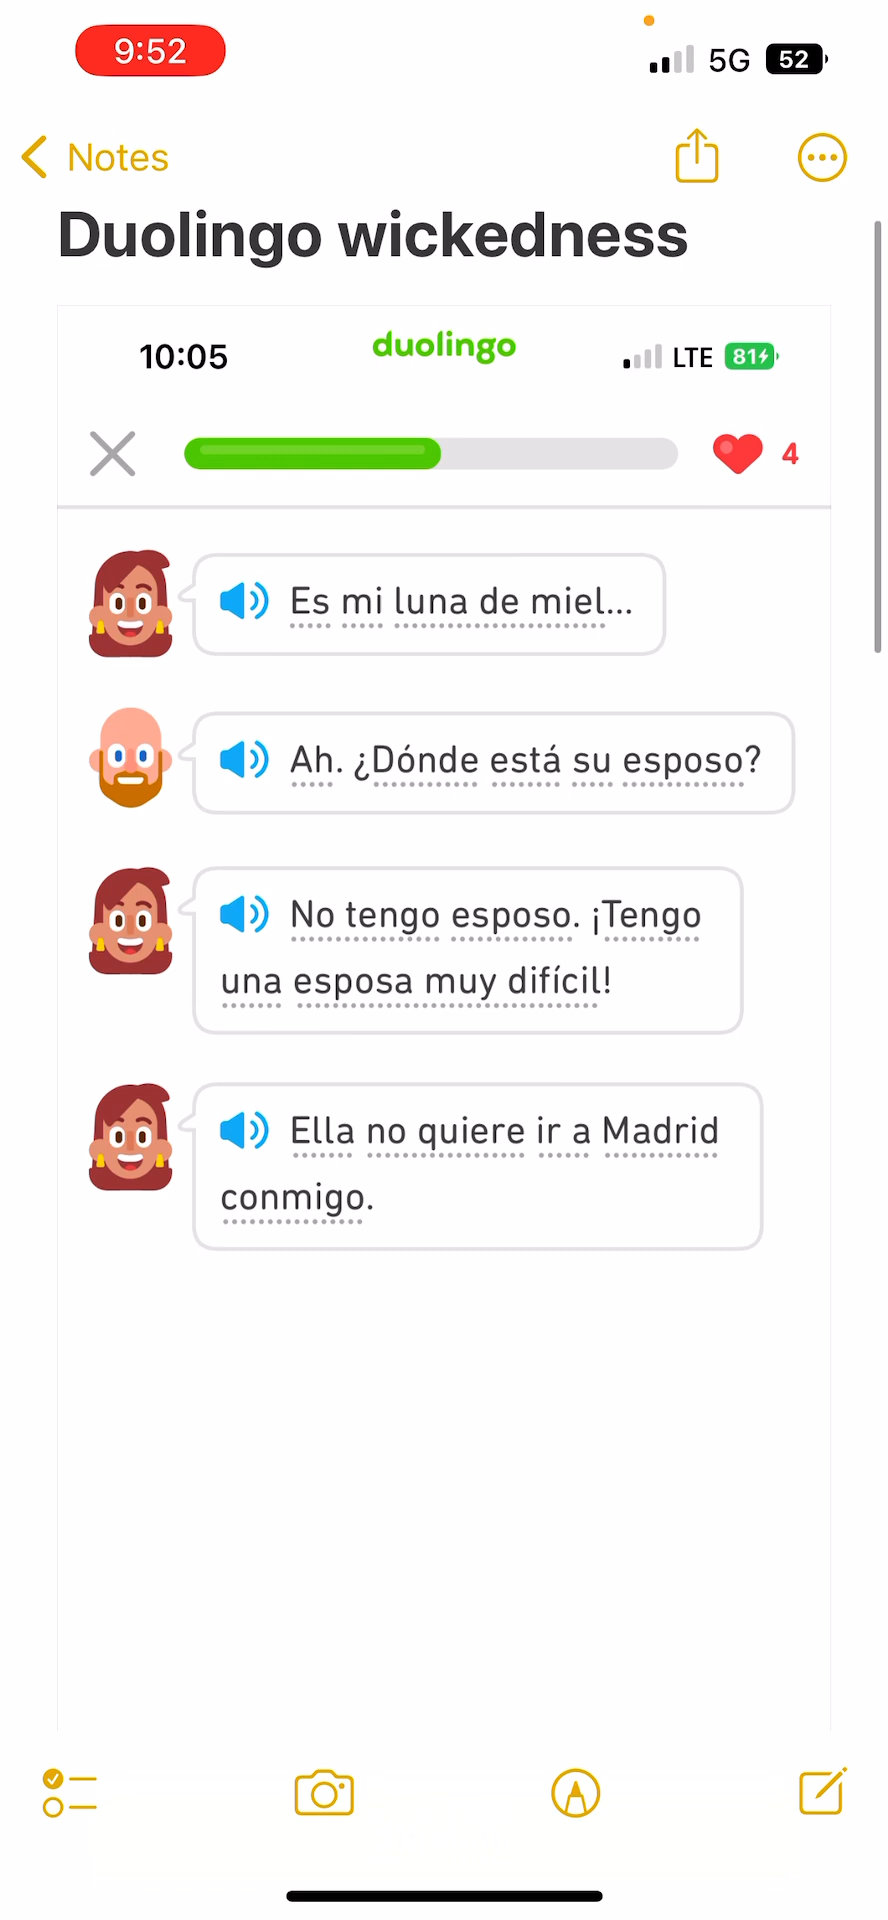 9:52
5G 52
Notes
Duolingo wickedness
10:05
duolingo
LTE 81
4
Es mi luna de miel...
Ah. ¿Dónde está su esposo?
No tengo esposo. ¡Tengo
una esposa muy difícil!
Ella no quiere ir a Madrid
conmigo.